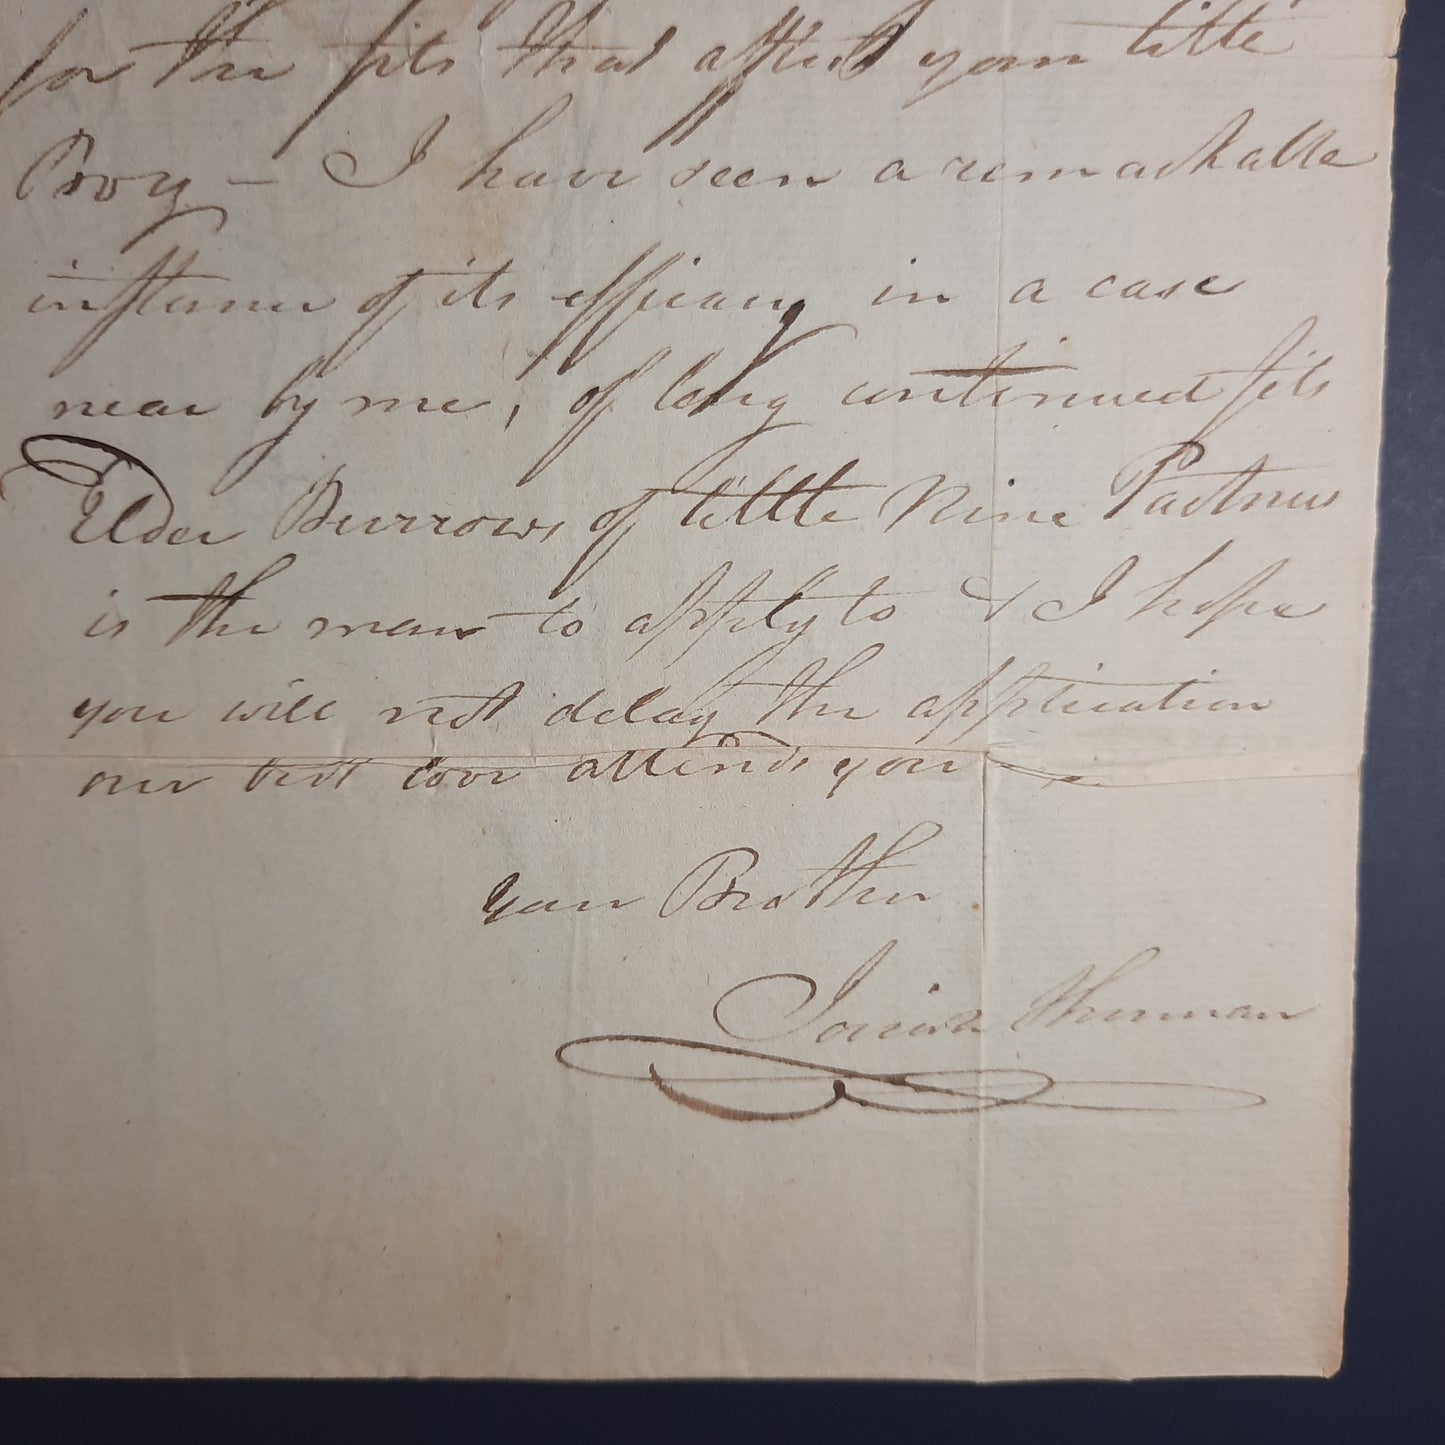 for the fits that afflict your little
Boy – I have seen a remarkable
instance of its efficacy in a case
near by me, of long continued fits
Elder Burrows of little Nine Partners
is the man to apply to & I hope
you will not delay the application
our best love attends you
your Brother
Thurman